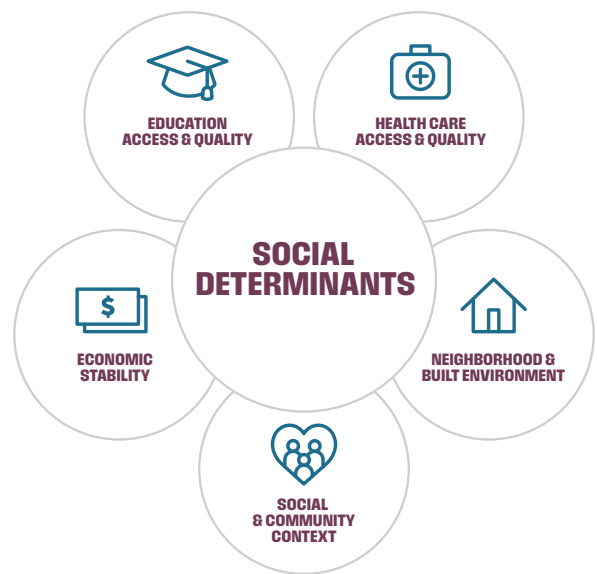 EDUCATION
ACCESS & QUALITY
HEALTH CARE
ACCESS & QUALITY
SOCIAL
DETERMINANTS
$
ECONOMIC
STABILITY
NEIGHBORHOOD &
BUILT ENVIRONMENT
SOCIAL
& COMMUNITY
CONTEXT